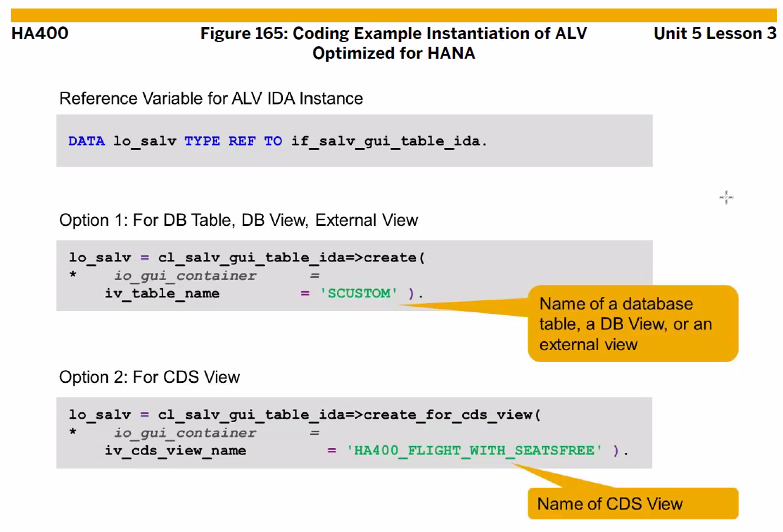 HA400
Figure 165: Coding Example Instantiation of ALV
Optimized for HANA
Unit 5 Lesson 3
Reference Variable for ALV IDA Instance
DATA lo_salv TYPE REF TO if_salv_gui_table_ida.
Option 1: For DB Table, DB View, External View
lo_salv = cl_salv_gui_table_ida=>create(
* io_gui_container =
iv_table_name = 'SCUSTOM' ).
Name of a database
table, a DB View, or an
external view
Option 2: For CDS View
lo_salv = cl_salv_gui_table_ida=>create_for_cds_view(
* io_gui_container =
iv_cds_view_name = 'HA400_FLIGHT_WITH_SEATSFREE' ).
Name of CDS View